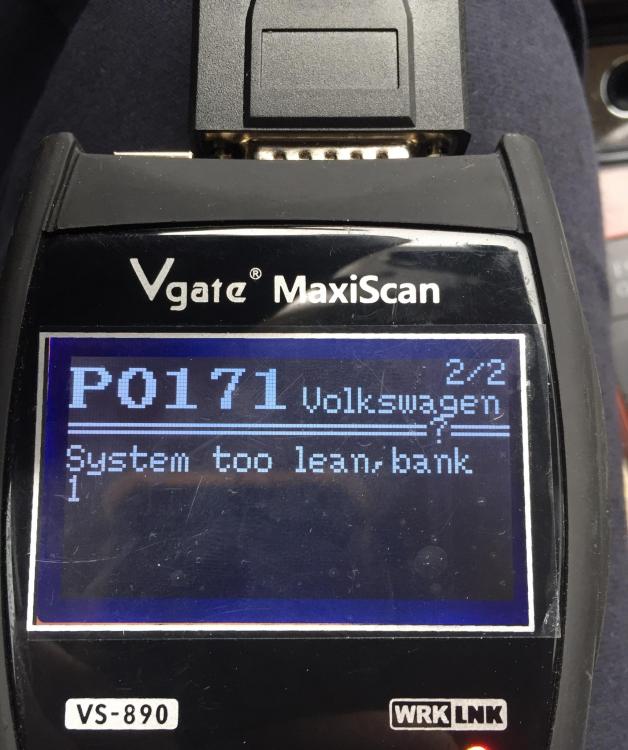 Vgate® MaxiScan
2/2
P0171 Volkswagen
?
System too lean,bank
1
VS-890
WRK LNK